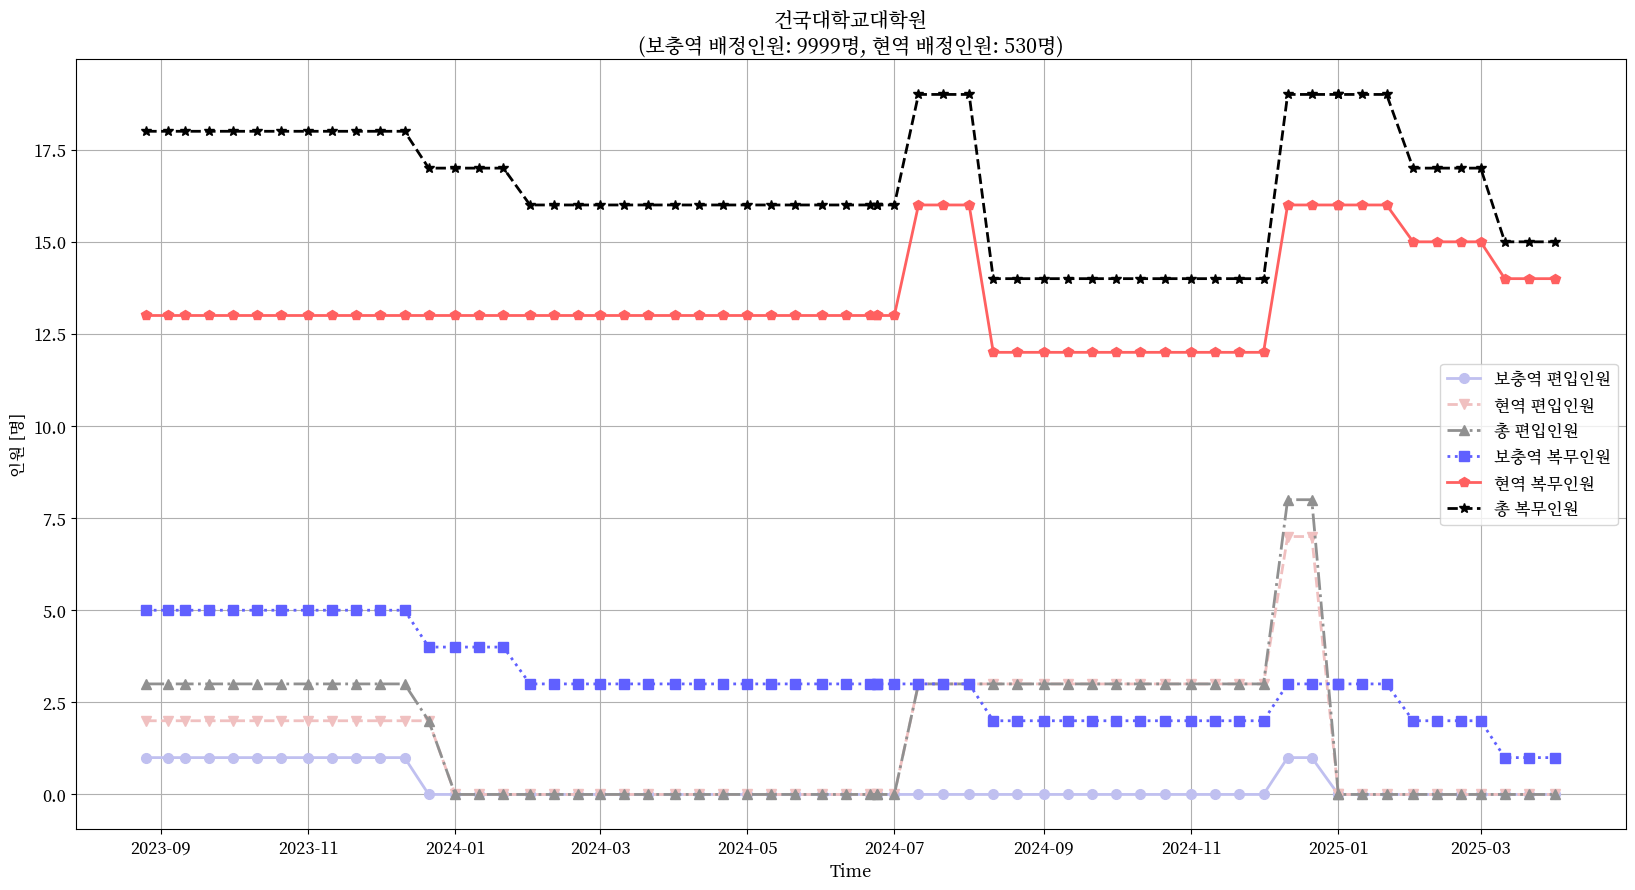 건국대학교대학원
(보충역 배정인원: 9999명, 현역 배정인원: 530명)
인원 [명]
17.5
15.0
12.5
10.0
7.5
5.0
2.5
0.0
보충역 편입인원
현역 편입인원
총 편입인원
보충역 복무인원
현역 복무인원
총 복무인원
2023-09
2023-11
2024-01
2024-03
2024-05
2024-07
2024-09
2024-11
2025-01
2025-03
Time